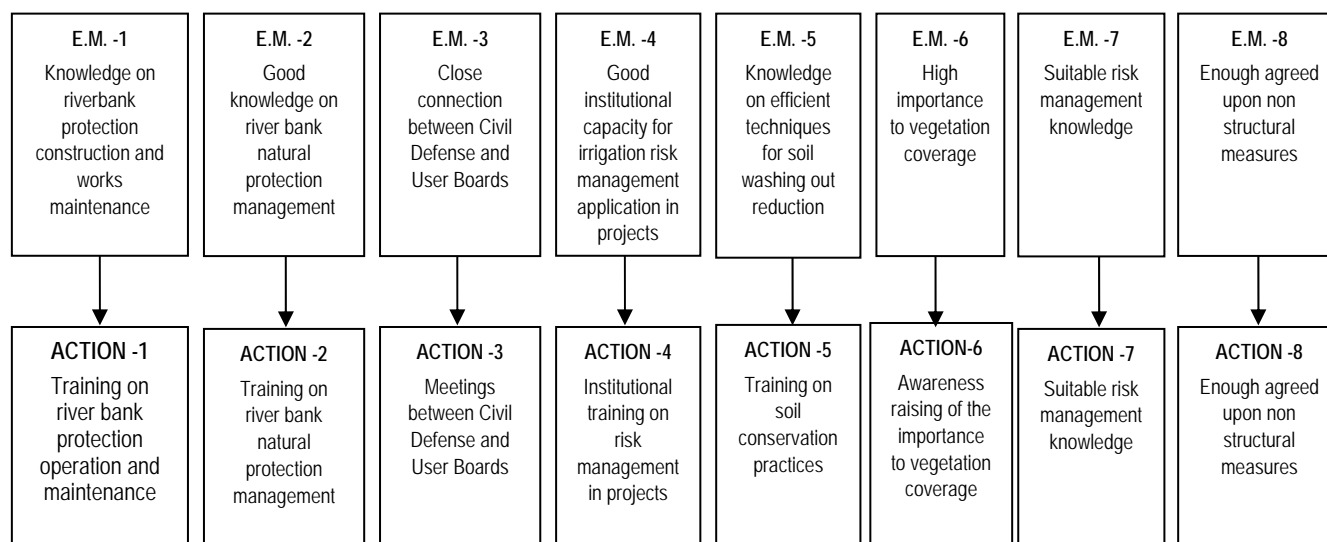 E.M. -1
Knowledge on
riverbank
protection
construction and
works
maintenance
E.M. -2
Good
knowledge on
river bank
natural
protection
management
E.M. -3
Close
connection
between Civil
Defense and
User Boards
E.M. -4
Good
institutional
capacity for
irrigation risk
management
application in
projects
E.M. -5
Knowledge
on efficient
techniques
for soil
washing out
reduction
E.M. -6
High
importance
to vegetation
coverage
E.M. -7
Suitable risk
management
knowledge
E.M. -8
Enough agreed
upon non
structural
measures
ACTION -1
Training on
river bank
protection
operation and
maintenance
ACTION -2
Training on
river bank
natural
protection
management
ACTION -3
Meetings
between Civil
Defense and
User Boards
ACTION -4
Institutional
training on
risk
management
in projects
ACTION -5
Training on
soil
conservation
practices
ACTION-6
Awareness
raising of the
importance
to vegetation
coverage
ACTION -7
Suitable risk
management
knowledge
ACTION -8
Enough agreed
upon non
structural
measures